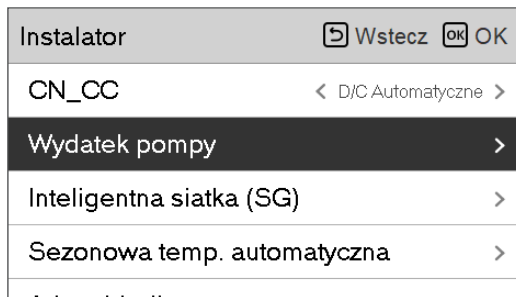 Instalator Wstecz OK OK
CN_CC < D/C Automatyczne >
Wydatek pompy >
Inteligentna siatka (SG) >
Sezonowa temp. automatyczna >